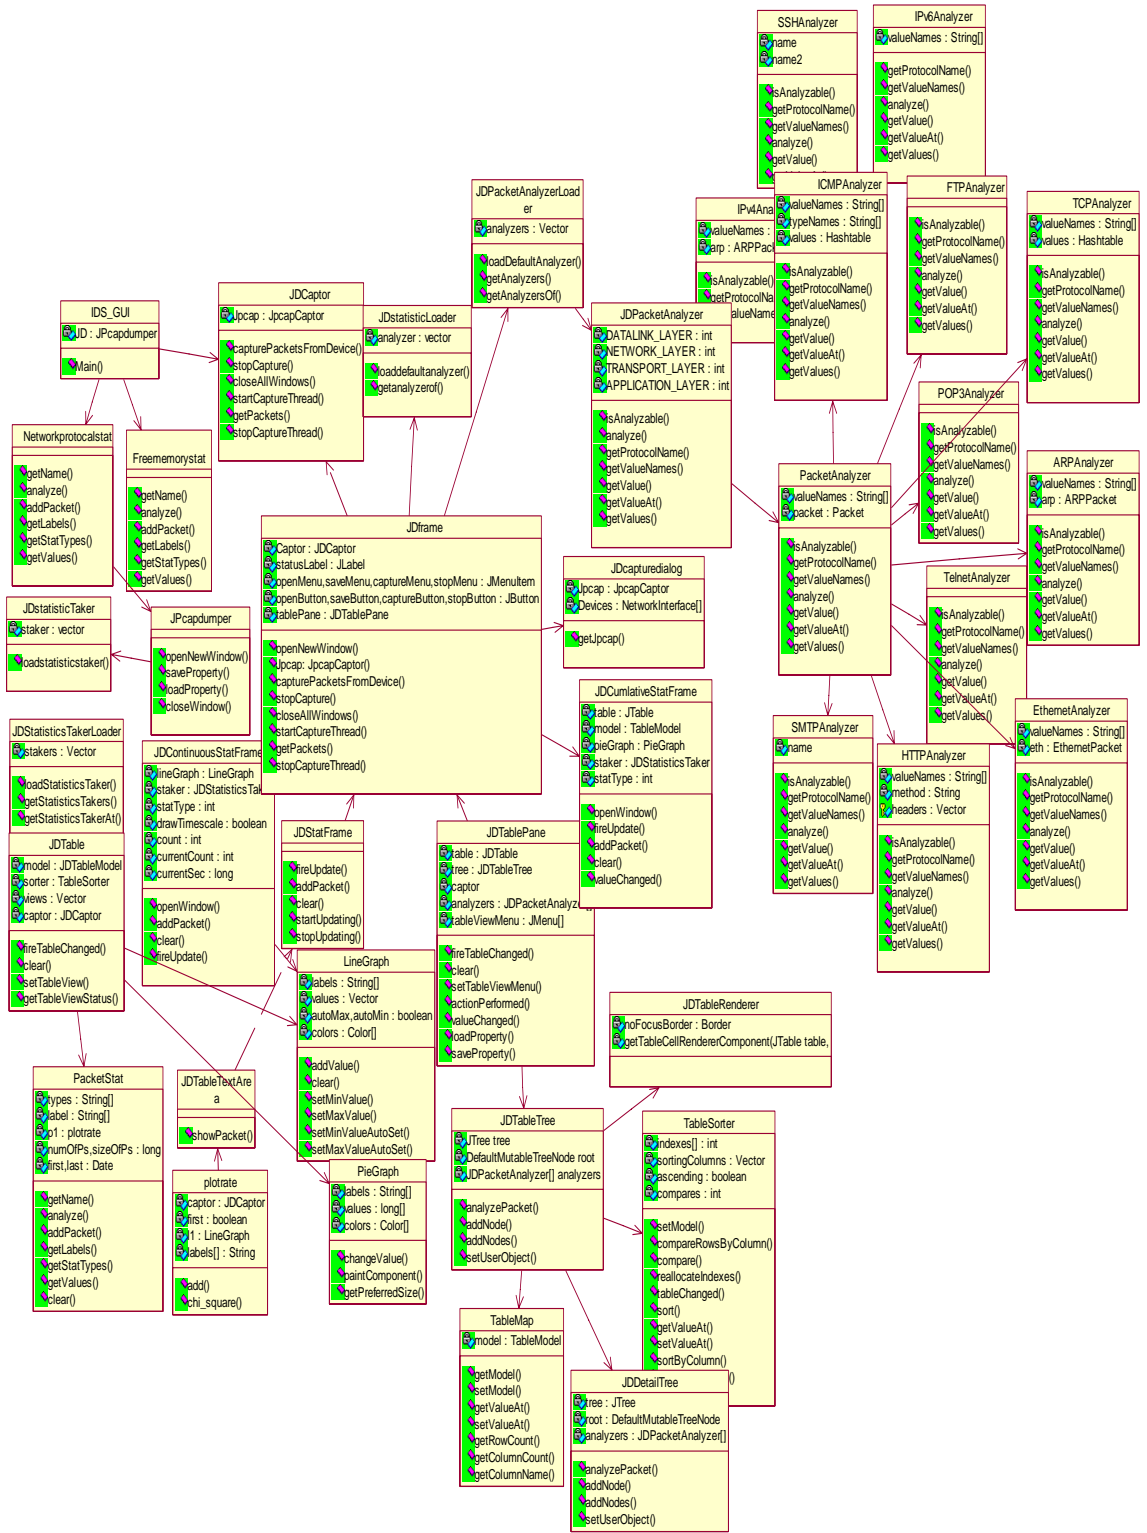 SSHAnalyzer
name
name2
isAnalyzable()
getProtocolName()
getValueNames()
analyze()
getValue()
IPv6Analyzer
valueNames : String[]
getProtocolName()
getValueNames()
analyze()
getValue()
getValueAt()
getValues()
JDPacketAnalyzerLoad
er
analyzers : Vector
loadDefaultAnalyzer()
getAnalyzers()
getAnalyzersOf()
IPv4Ana
valueNames :
arp : ARPPack
isAnalyzable()
getProtocolNa
ICMPAnalyzer
valueNames : String[]
typeNames : String[]
values : Hashtable
isAnalyzable()
getProtocolName()
getValueNames()
analyze()
getValue()
getValueAt()
getValues()
FTPAnalyzer
isAnalyzable()
getProtocolName()
getValueNames()
analyze()
getValue()
getValueAt()
getValues()
TCPAnalyzer
valueNames : String[]
values : Hashtable
isAnalyzable()
getProtocolName()
getValueNames()
analyze()
getValue()
getValueAt()
getValues()
IDS_GUI
JD : JPcapdumper
Main()
JDCaptor
Jpcap : JpcapCaptor
capturePacketsFromDevice()
stopCapture()
closeAllWindows()
startCaptureThread()
getPackets()
stopCaptureThread()
JDstatisticLoader
analyzer : vector
loaddefaultanalyzer()
getanalyzerof()
JDPacketAnalyzer
DATALINK_LAYER : int
NETWORK_LAYER : int
TRANSPORT_LAYER : int
APPLICATION_LAYER : int
isAnalyzable()
analyze()
getProtocolName()
getValueNames()
getValue()
getValueAt()
getValues()
POP3Analyzer
isAnalyzable()
getProtocolName()
getValueNames()
analyze()
getValue()
getValueAt()
getValues()
Networkprotocalstat
getName()
analyze()
addPacket()
getLabels()
getStatTypes()
getValues()
Freememorystat
getName()
analyze()
addPacket()
getLabels()
getStatTypes()
getValues()
PacketAnalyzer
valueNames : String[]
packet : Packet
isAnalyzable()
getProtocolName()
getValueNames()
analyze()
getValue()
getValueAt()
getValues()
ARPAnalyzer
valueNames : String[]
arp : ARPPacket
isAnalyzable()
getProtocolName()
getValueNames()
analyze()
getValue()
getValueAt()
getValues()
JDframe
Captor : JDCaptor
statusLabel : JLabel
openMenu,saveMenu,captureMenu,stopMenu : JMenuItem
openButton,saveButton,captureButton,stopButton : JButton
tablePane : JDTablePane
openNewWindow()
Jpcap: JpcapCaptor()
capturePacketsFromDevice()
stopCapture()
closeAllWindows()
startCaptureThread()
getPackets()
stopCaptureThread()
JDcapturedialog
Jpcap : JpcapCaptor
Devices : NetworkInterface[]
getJpcap()
TelnetAnalyzer
isAnalyzable()
getProtocolName()
getValueNames()
analyze()
getValue()
getValueAt()
getValues()
JDstatisticTaker
staker : vector
loadstatisticstaker()
JPcapdumper
openNewWindow()
saveProperty()
loadProperty()
closeWindow()
JDCumlativeStatFrame
table : JTable
model : TableModel
pieGraph : PieGraph
staker : JDStatisticsTaker
statType : int
openWindow()
fireUpdate()
addPacket()
clear()
valueChanged()
SMTPAnalyzer
name
isAnalyzable()
getProtocolName()
getValueNames()
analyze()
getValue()
getValueAt()
getValues()
HTTPAnalyzer
valueNames : String[]
method : String
headers : Vector
isAnalyzable()
getProtocolName()
getValueNames()
analyze()
getValue()
getValueAt()
getValues()
EthernetAnalyzer
valueNames : String[]
eth : EthernetPacket
isAnalyzable()
getProtocolName()
getValueNames()
analyze()
getValue()
getValueAt()
getValues()
JDStatisticsTakerLoader
stakers : Vector
loadStatisticsTaker()
getStatisticsTakers()
getStatisticsTakerAt()
JDContinuousStatFrame
lineGraph : LineGraph
staker : JDStatisticsTak
statType : int
drawTimescale : boolean
count : int
currentCount : int
currentSec : long
openWindow()
addPacket()
clear()
fireUpdate()
JDStatFrame
fireUpdate()
addPacket()
clear()
startUpdating()
stopUpdating()
JDTablePane
table : JDTable
tree : JDTableTree
captor
analyzers : JDPacketAnalyze[]
tableViewMenu : JMenu[]
fireTableChanged()
clear()
setTableViewMenu()
actionPerformed()
valueChanged()
loadProperty()
saveProperty()
JDTable
model : JDTableModel
sorter : TableSorter
views : Vector
captor : JDCaptor
fireTableChanged()
clear()
setTableView()
getTableViewStatus()
LineGraph
labels : String[]
values : Vector
autoMax,autoMin : boolean
colors : Color[]
addValue()
clear()
setMinValue()
setMaxValue()
setMinValueAutoSet()
setMaxValueAutoSet()
JDTableRenderer
noFocusBorder : Border
getTableCellRendererComponent(JTable table,
PacketStat
types : String[]
label : String[]
p1 : plotrate
numOfPs,sizeOfPs : long
first,last : Date
getName()
analyze()
addPacket()
getLabels()
getStatTypes()
getValues()
clear()
JDTableTextAre
a
showPacket()
plotrate
captor : JDCaptor
first : boolean
l1 : LineGraph
labels[] : String
add()
chi_square()
PieGraph
labels : String[]
values : long[]
colors : Color[]
changeValue()
paintComponent()
getPreferredSize()
JDTableTree
JTree tree
DefaultMutableTreeNode root
JDPacketAnalyzer[] analyzers
analyzePacket()
addNode()
addNodes()
setUserObject()
TableSorter
indexes[] : int
sortingColumns : Vector
ascending : boolean
compares : int
setModel()
compareRowsByColumn()
compare()
reallocateIndexes()
tableChanged()
sort()
getValueAt()
setValueAt()
sortByColumn()
TableMap
model : TableModel
getModel()
setModel()
getValueAt()
setValueAt()
getRowCount()
getColumnCount()
getColumnName()
JDDetailTree
tree : JTree
root : DefaultMutableTreeNode
analyzers : JDPacketAnalyzer[]
analyzePacket()
addNode()
addNodes()
setUserObject()